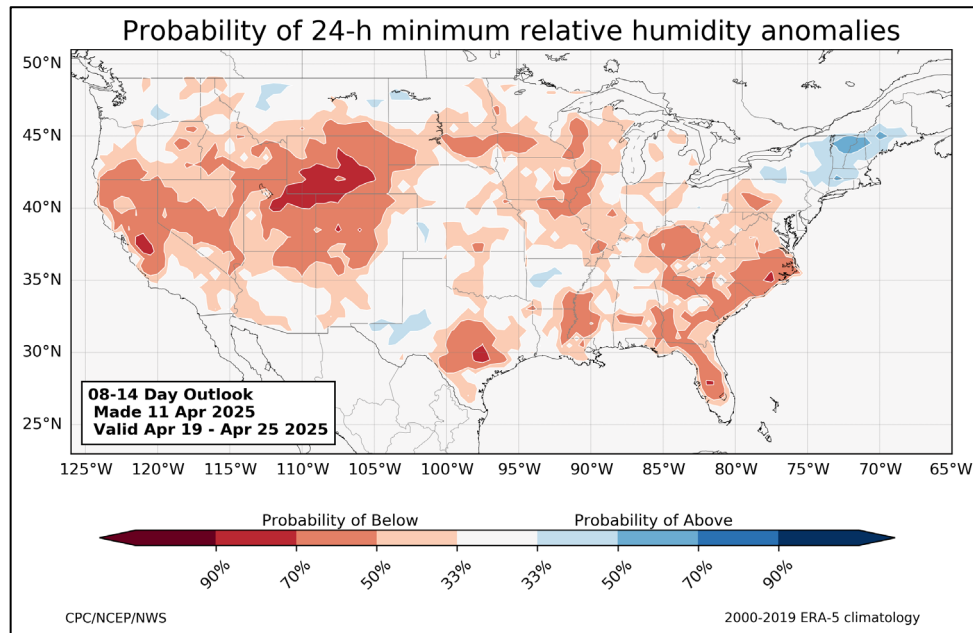 Probability of 24-h minimum relative humidity anomalies
50°N
45°N
40°N
35°N
30°N
25°N
08-14 Day Outlook
Made 11 Apr 2025
Valid Apr 19 - Apr 25 2025
125°W 120°W 115°W 110°W 105°W 100°W 95°W 90°W 85°W 80°W 75°W 70°W 65°W
Probability of Below Probability of Above
90% 70% 50% 33% 33% 50% 70% 90%
CPC/NCEP/NWS 2000-2019 ERA-5 climatology